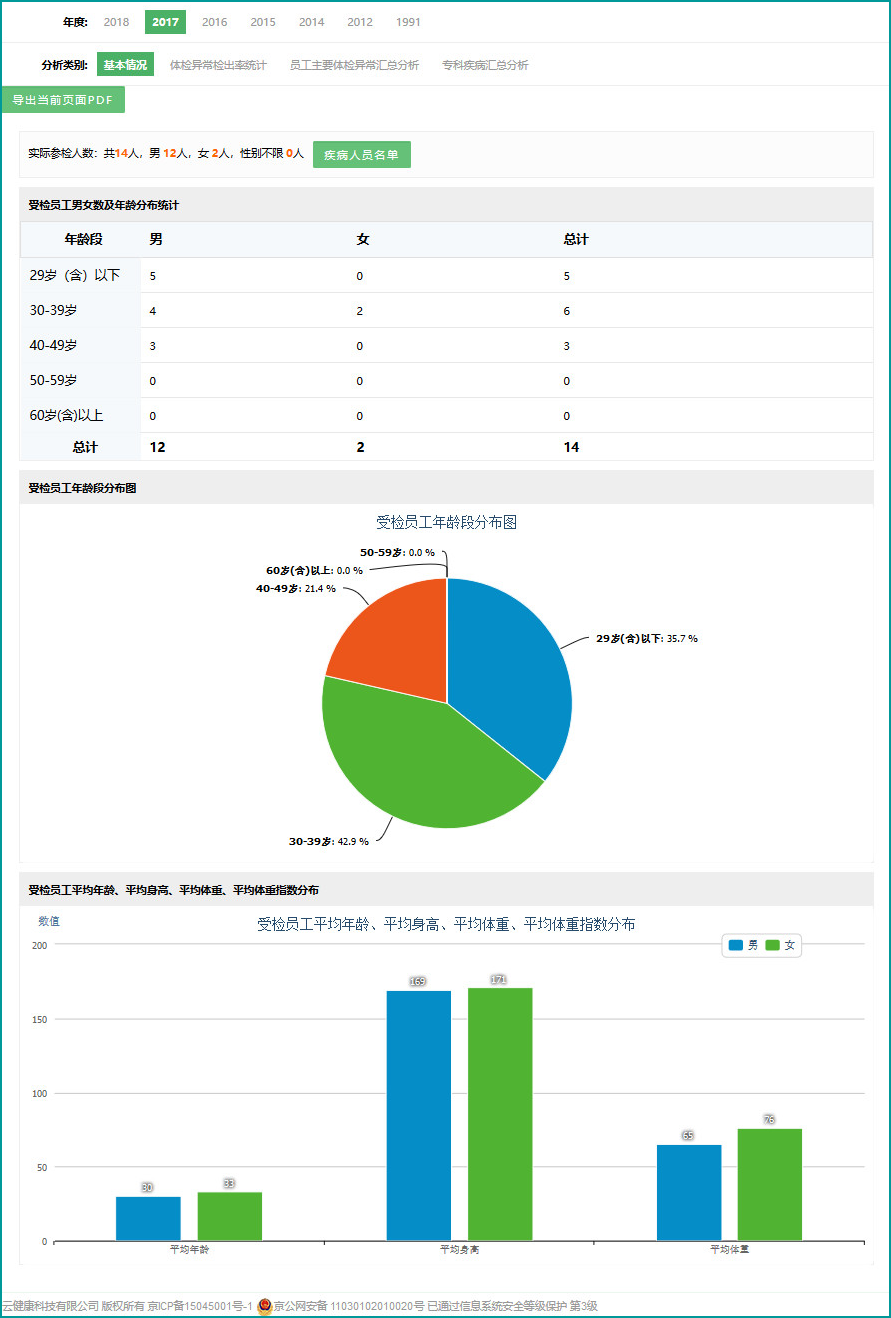 年度: 2018 2017 2016 2015 2014 2012 1991
分析类别: 基本情况 体检异常检出率统计 员工主要体检异常汇总分析 专科疾病汇总分析
导出当前页面PDF
实际参检人数：共14人，男 12人，女 2人，性别不限 0人 疾病人员名单
受检员工男女数及年龄分布统计
年龄段 男 女 总计
29岁（含）以下 5 0 5
30-39岁 4 2 6
40-49岁 3 0 3
50-59岁 0 0 0
60岁(含)以上 0 0 0
总计 12 2 14
受检员工年龄段分布图
受检员工年龄段分布图
50-59岁: 0.0 %
60岁(含)以上: 0.0 %
40-49岁: 21.4 %
29岁(含)以下: 35.7 %
30-39岁: 42.9 %
受检员工平均年龄、平均身高、平均体重、平均体重指数分布
数值 受检员工平均年龄、平均身高、平均体重、平均体重指数分布
200 男 女
169 171
150
100
65 76
50
30 33
0
平均年龄 平均身高 平均体重
云健康科技有限公司 版权所有 京ICP备15045001号-1 京公网安备 11030102010020号 已通过信息系统安全等级保护 第3级